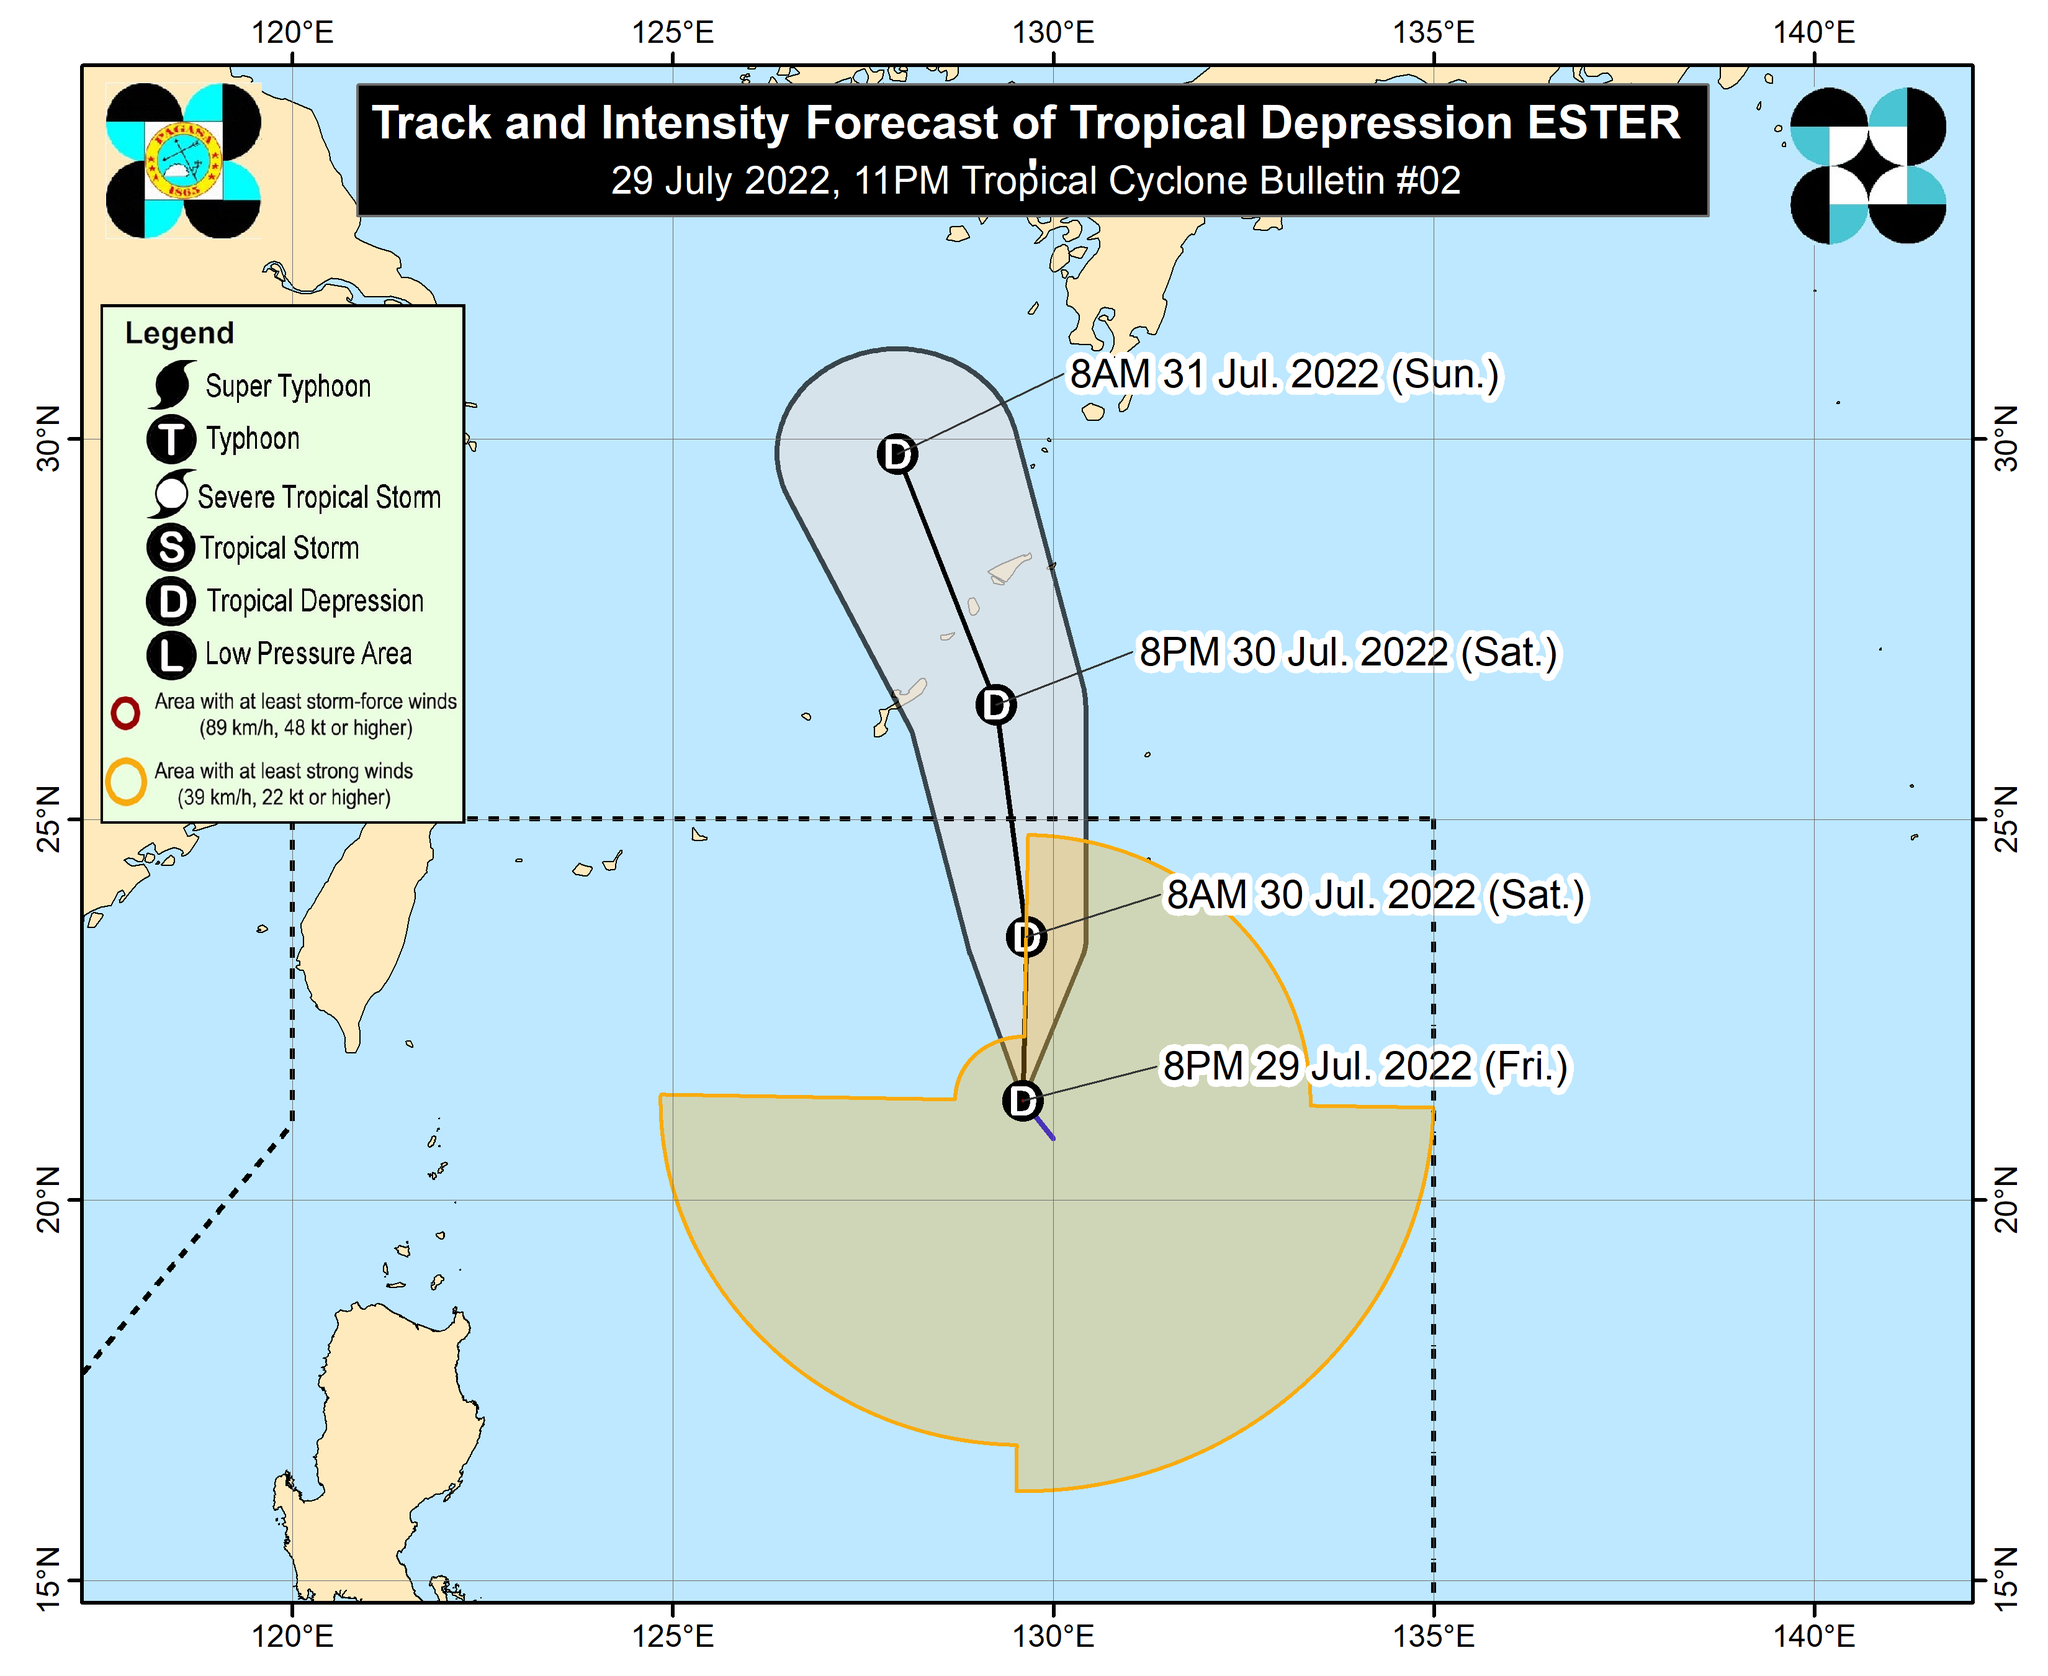 120°E 125°E 130°E 135°E 140°E
Track and Intensity Forecast of Tropical Depression ESTER
29 July 2022, 11PM Tropical Cyclone Bulletin #02
PAGASA
1865
Legend
Super Typhoon
T Typhoon
Severe Tropical Storm
S Tropical Storm
D Tropical Depression
L Low Pressure Area
Area with at least storm-force winds
(89 km/h, 48 kt or higher)
Area with at least strong winds
(39 km/h, 22 kt or higher)
8AM 31 Jul. 2022 (Sun.)
D
8PM 30 Jul. 2022 (Sat.)
D
8AM 30 Jul. 2022 (Sat.)
D
8PM 29 Jul. 2022 (Fri.)
D
30°N
25°N
20°N
15°N
30°N
25°N
20°N
15°N
120°E 125°E 130°E 135°E 140°E